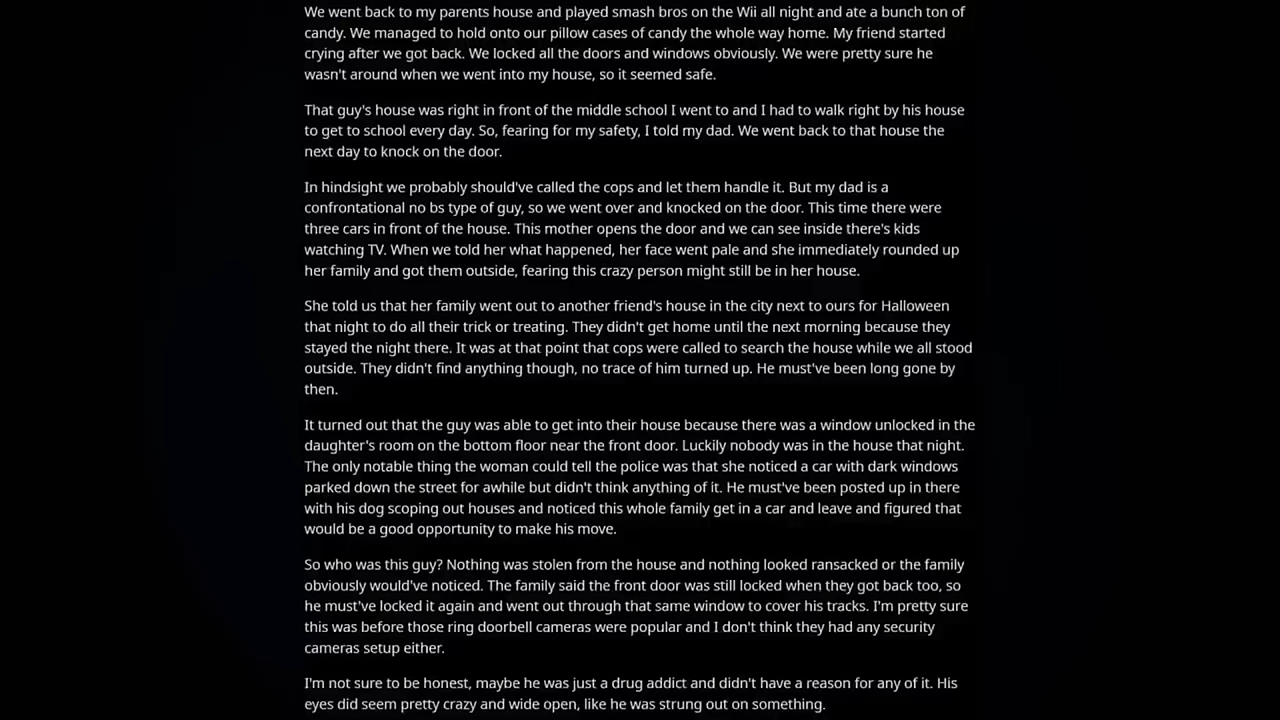 We went back to my parents house and played smash bros on the Wii all night and ate a bunch ton of
candy. We managed to hold onto our pillow cases of candy the whole way home. My friend started
crying after we got back. We locked all the doors and windows obviously. We were pretty sure he
wasn't around when we went into my house, so it seemed safe.
That guy's house was right in front of the middle school I went to and I had to walk right by his house
to get to school every day. So, fearing for my safety, I told my dad. We went back to that house the
next day to knock on the door.
In hindsight we probably should've called the cops and let them handle it. But my dad is a
confrontational no bs type of guy, so we went over and knocked on the door. This time there were
three cars in front of the house. This mother opens the door and we can see inside there's kids
watching TV. When we told her what happened, her face went pale and she immediately rounded up
her family and got them outside, fearing this crazy person might still be in her house.
She told us that her family went out to another friend's house in the city next to ours for Halloween
that night to do all their trick or treating. They didn't get home until the next morning because they
stayed the night there. It was at that point that cops were called to search the house while we all stood
outside. They didn't find anything though, no trace of him turned up. He must've been long gone by
then.
It turned out that the guy was able to get into their house because there was a window unlocked in the
daughter's room on the bottom floor near the front door. Luckily nobody was in the house that night.
The only notable thing the woman could tell the police was that she noticed a car with dark windows
parked down the street for awhile but didn't think anything of it. He must've been posted up in there
with his dog scoping out houses and noticed this whole family get in a car and leave and figured that
would be a good opportunity to make his move.
So who was this guy? Nothing was stolen from the house and nothing looked ransacked or the family
obviously would've noticed. The family said the front door was still locked when they got back too, so
he must've locked it again and went out through that same window to cover his tracks. I'm pretty sure
this was before those ring doorbell cameras were popular and I don't think they had any security
cameras setup either.
I'm not sure to be honest, maybe he was just a drug addict and didn't have a reason for any of it. His
eyes did seem pretty crazy and wide open, like he was strung out on something.